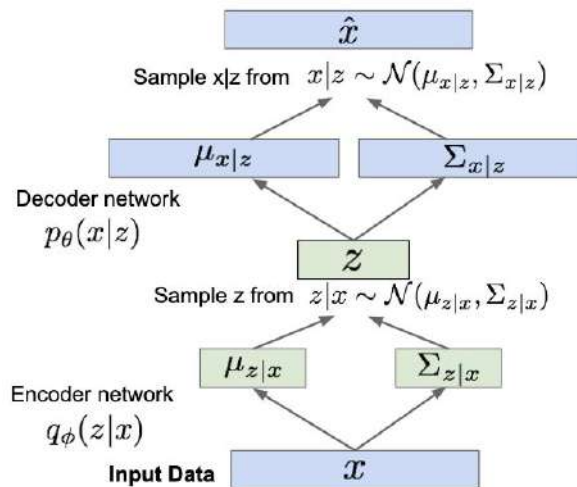 x̂
Sample x|z from x|z ∼ 𝒩(μ_{x|z}, Σ_{x|z})
μ_{x|z} Σ_{x|z}
Decoder network
p_θ(x|z)
z
Sample z from z|x ∼ 𝒩(μ_{z|x}, Σ_{z|x})
μ_{z|x} Σ_{z|x}
Encoder network
q_ϕ(z|x)
Input Data x